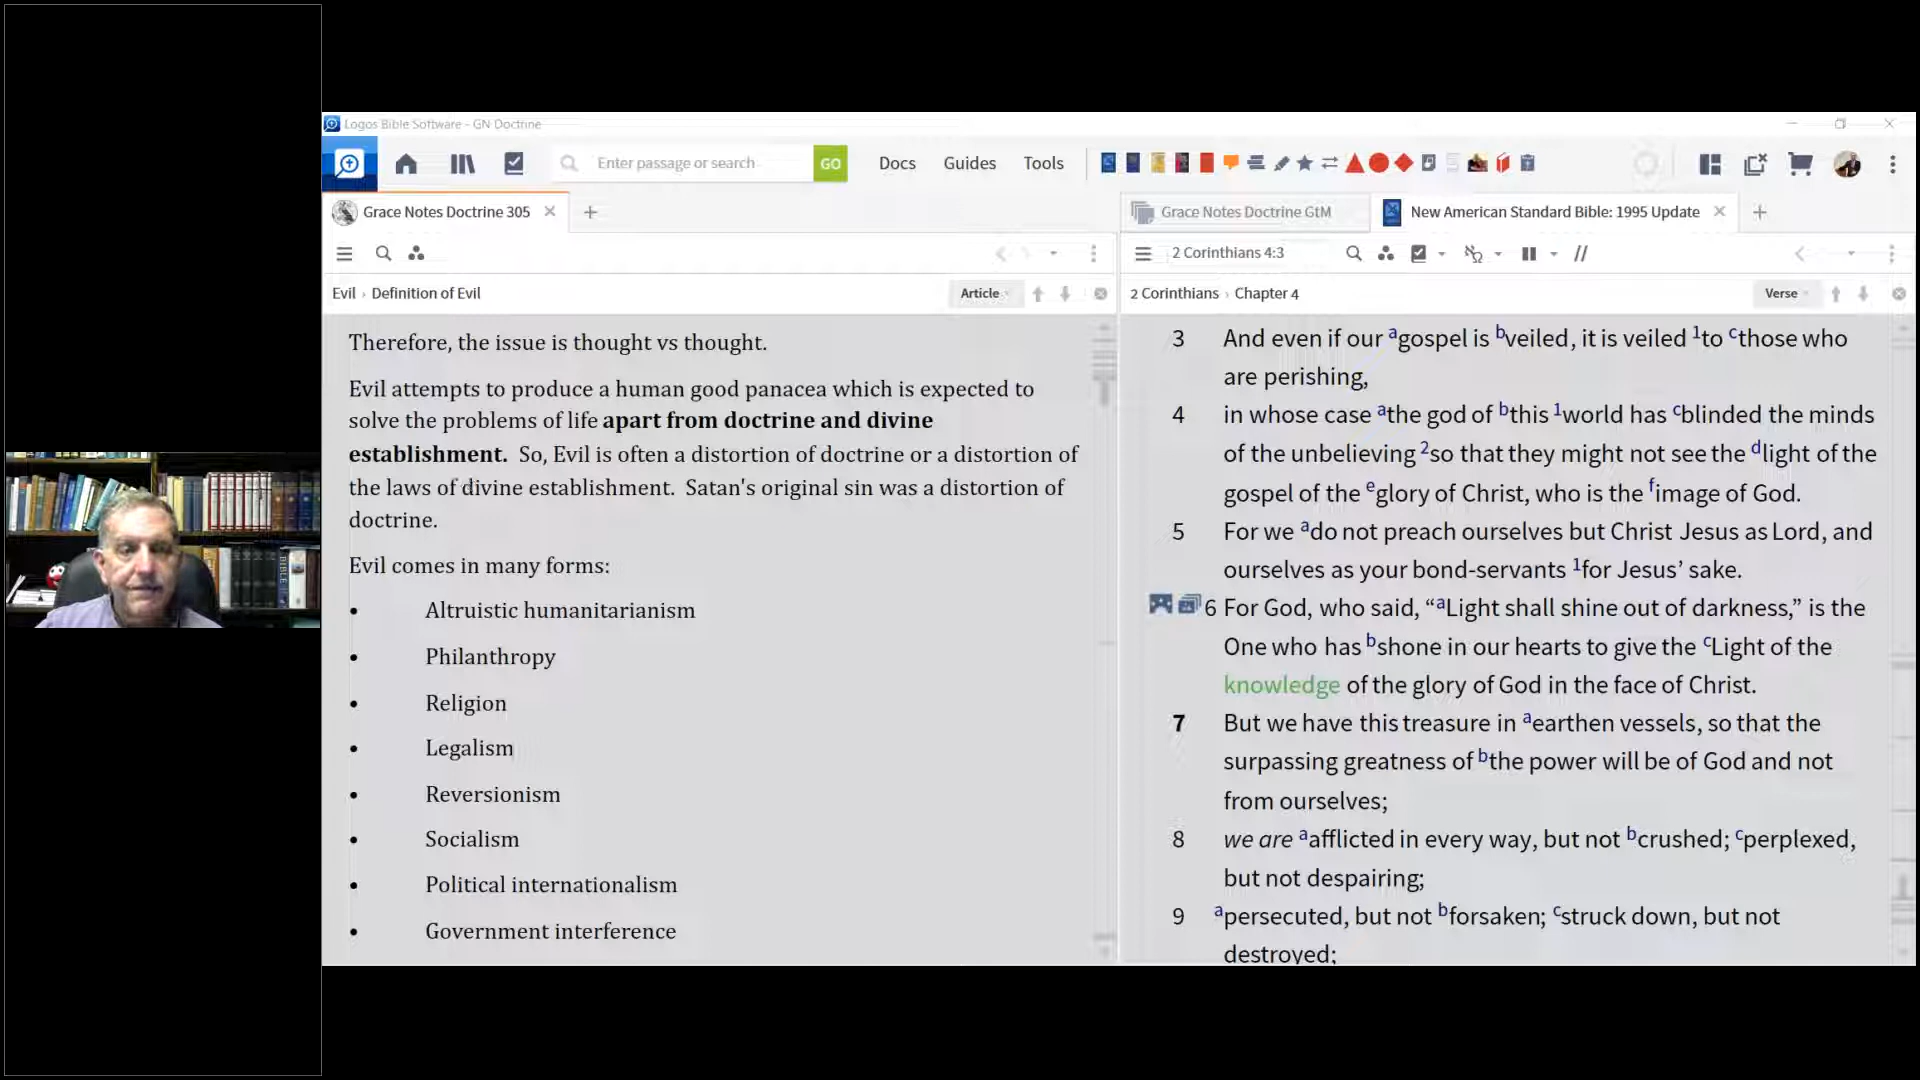 Logos Bible Software - GN Doctrine
Enter passage or search
GO
Docs
Guides
Tools
Grace Notes Doctrine 305
Evil › Definition of Evil
Article
Therefore, the issue is thought vs thought.
Evil attempts to produce a human good panacea which is expected to
solve the problems of life apart from doctrine and divine
establishment.  So, Evil is often a distortion of doctrine or a distortion of
the laws of divine establishment.  Satan's original sin was a distortion of
doctrine.
Evil comes in many forms:
• Altruistic humanitarianism
• Philanthropy
• Religion
• Legalism
• Reversionism
• Socialism
• Political internationalism
• Government interference
Grace Notes Doctrine GtM
New American Standard Bible: 1995 Update
2 Corinthians 4:3
2 Corinthians › Chapter 4
Verse
3 And even if our agospel is bveiled, it is veiled 1to cthose who
are perishing,
4 in whose case athe god of bthis 1world has cblinded the minds
of the unbelieving 2so that they might not see the dlight of the
gospel of the eglory of Christ, who is the fimage of God.
5 For we ado not preach ourselves but Christ Jesus as Lord, and
ourselves as your bond-servants 1for Jesus’ sake.
6 For God, who said, “aLight shall shine out of darkness,” is the
One who has bshone in our hearts to give the cLight of the
knowledge of the glory of God in the face of Christ.
7 But we have this treasure in aearthen vessels, so that the
surpassing greatness of bthe power will be of God and not
from ourselves;
8 we are aafflicted in every way, but not bcrushed; cperplexed,
but not despairing;
9 apersecuted, but not bforsaken; cstruck down, but not
destroyed;
BIBLE